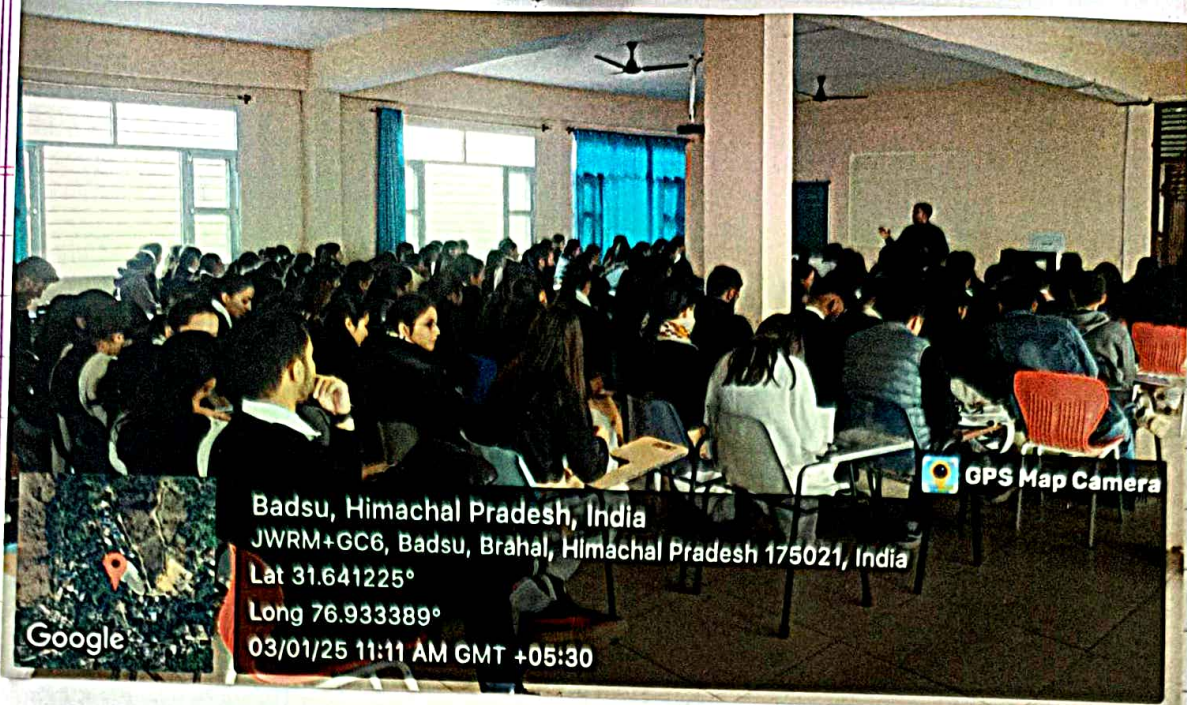 GPS Map Camera
Badsu, Himachal Pradesh, India
JWRM+GC6, Badsu, Brahal, Himachal Pradesh 175021, India
Lat 31.641225°
Long 76.933389°
03/01/25 11:11 AM GMT +05:30
Google